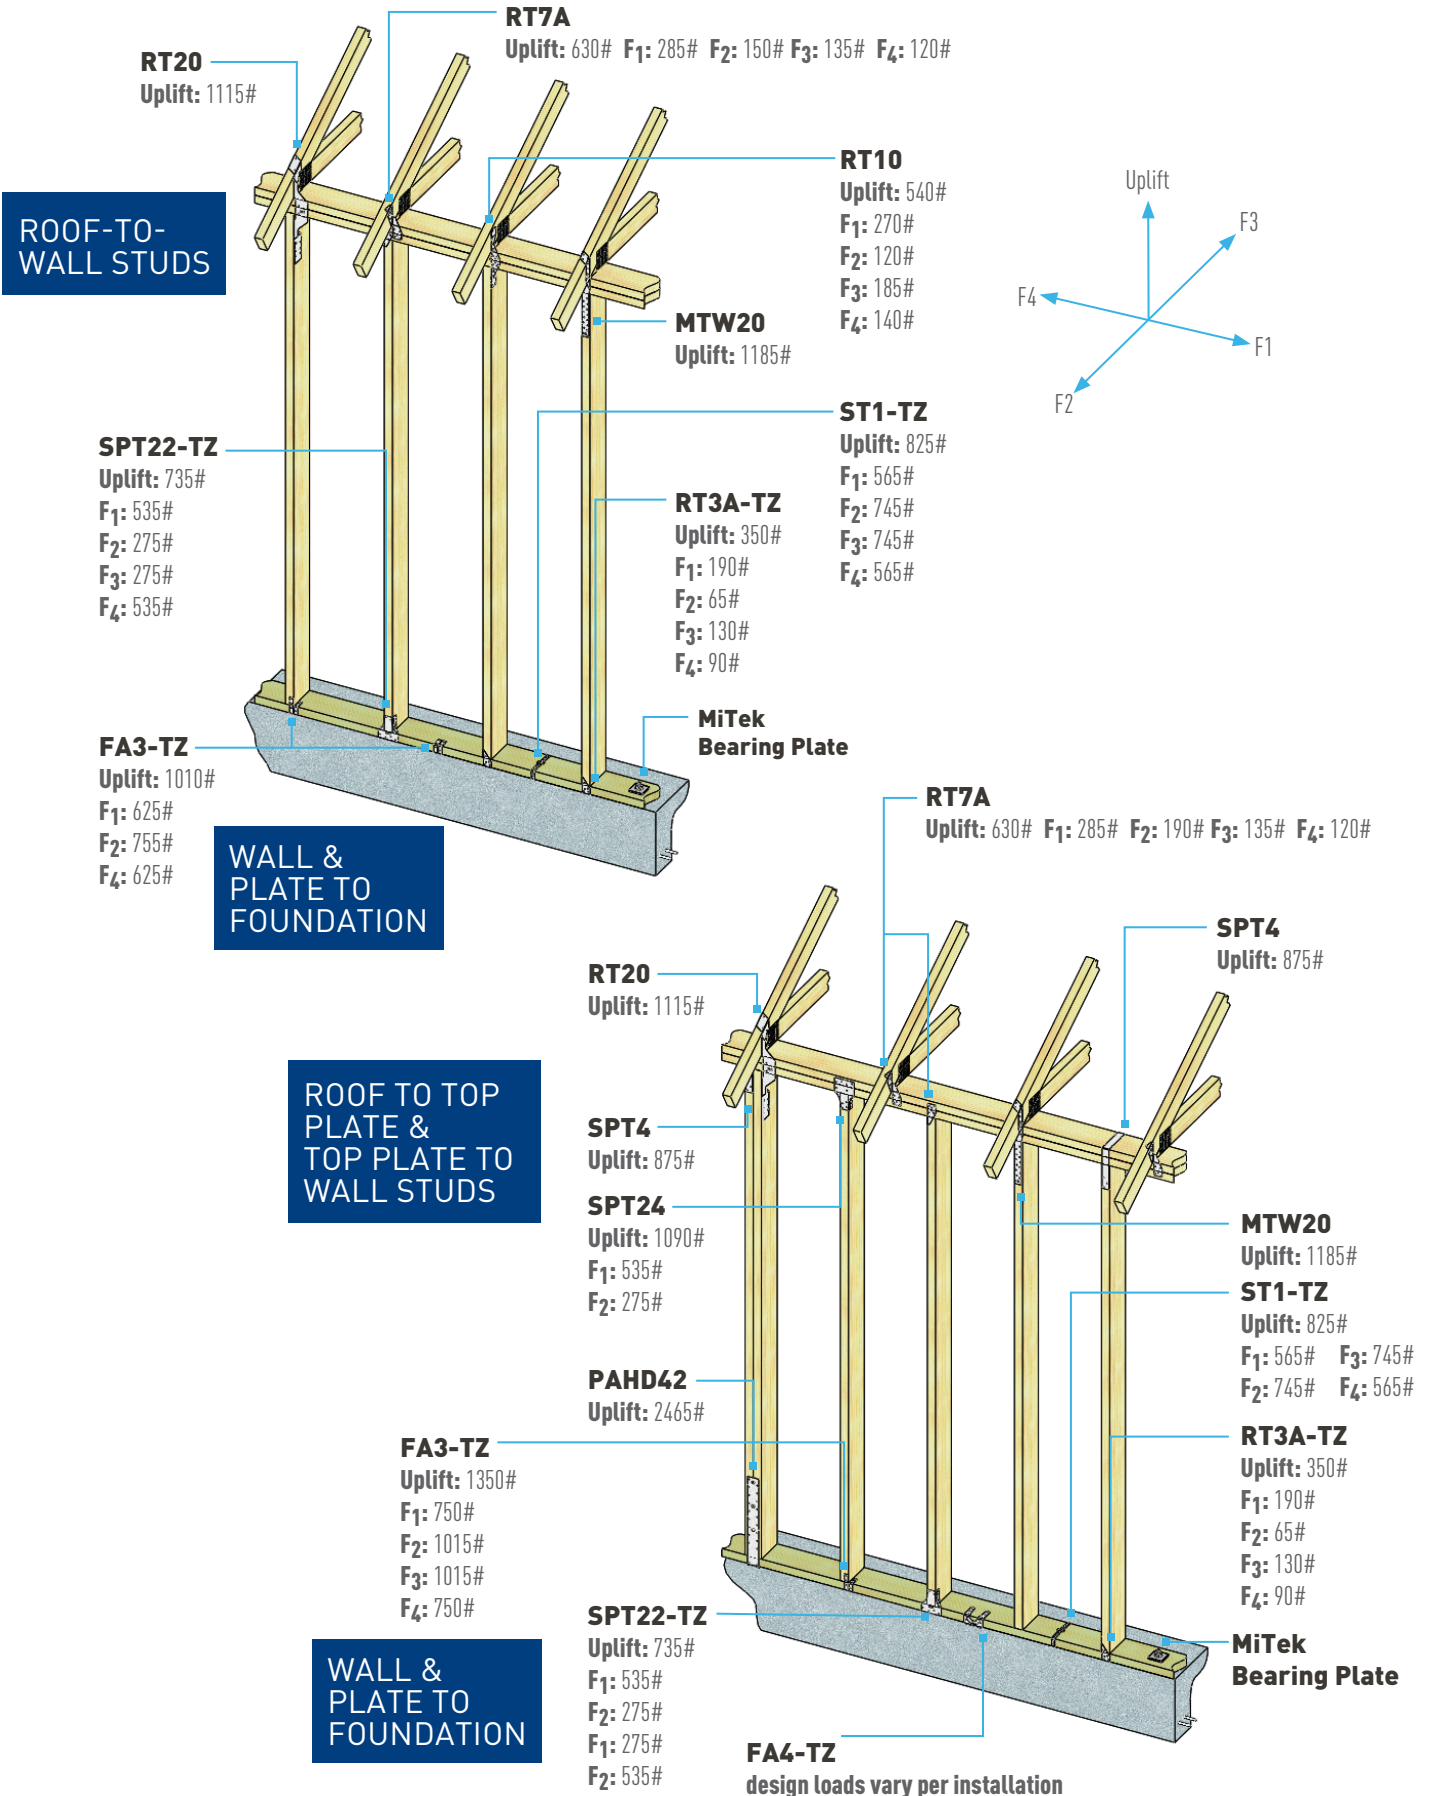 RT7A
Uplift: 630# F1: 285# F2: 150# F3: 135# F4: 120#
RT20
Uplift: 1115#
ROOF-TO-
WALL STUDS
RT10
Uplift: 540#
F1: 270#
F2: 120#
F3: 185#
F4: 140#
Uplift
F3
F4
F1
F2
MTW20
Uplift: 1185#
ST1-TZ
Uplift: 825#
F1: 565#
F2: 745#
F3: 745#
F4: 565#
SPT22-TZ
Uplift: 735#
F1: 535#
F2: 275#
F3: 275#
F4: 535#
RT3A-TZ
Uplift: 350#
F1: 190#
F2: 65#
F3: 130#
F4: 90#
MiTek
Bearing Plate
FA3-TZ
Uplift: 1010#
F1: 625#
F2: 755#
F4: 625#
WALL &
PLATE TO
FOUNDATION
RT7A
Uplift: 630# F1: 285# F2: 190# F3: 135# F4: 120#
SPT4
Uplift: 875#
RT20
Uplift: 1115#
ROOF TO TOP
PLATE &
TOP PLATE TO
WALL STUDS
SPT4
Uplift: 875#
SPT24
Uplift: 1090#
F1: 535#
F2: 275#
MTW20
Uplift: 1185#
ST1-TZ
Uplift: 825#
F1: 565# F3: 745#
F2: 745# F4: 565#
PAHD42
Uplift: 2465#
FA3-TZ
Uplift: 1350#
F1: 750#
F2: 1015#
F3: 1015#
F4: 750#
RT3A-TZ
Uplift: 350#
F1: 190#
F2: 65#
F3: 130#
F4: 90#
SPT22-TZ
Uplift: 735#
F1: 535#
F2: 275#
F1: 275#
F2: 535#
MiTek
Bearing Plate
WALL &
PLATE TO
FOUNDATION
FA4-TZ
design loads vary per installation